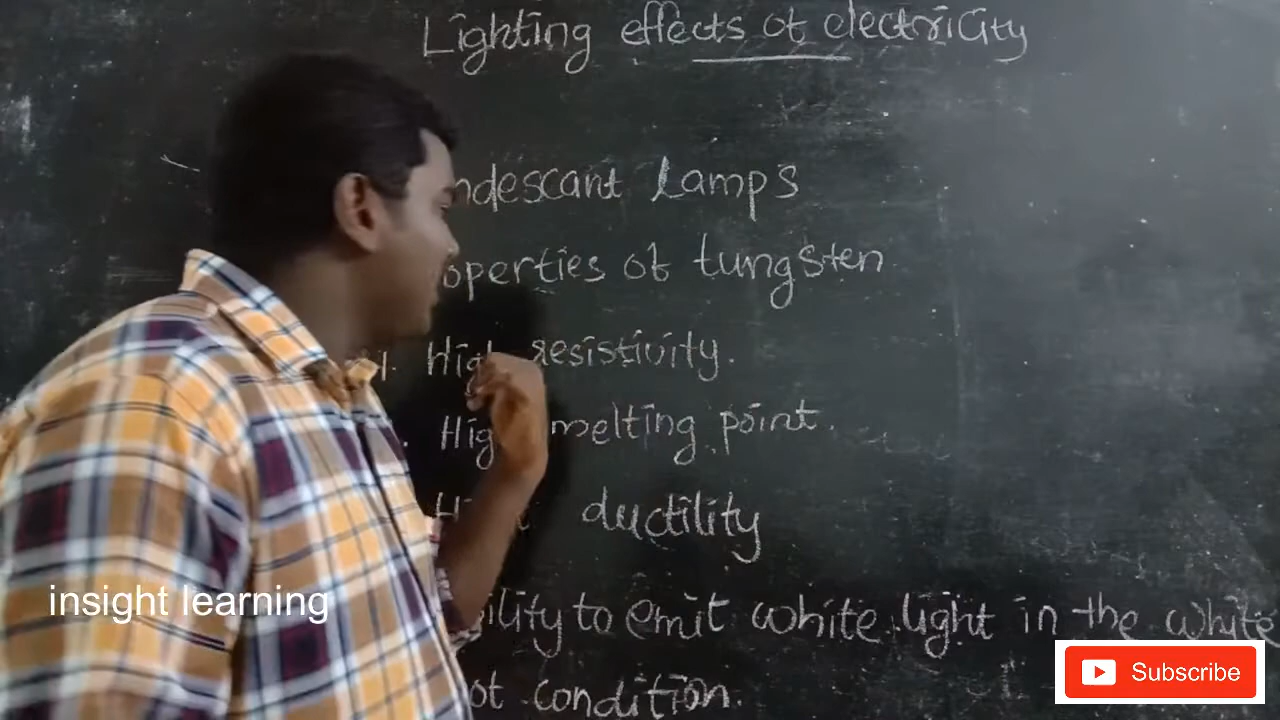 Lighting effects of electricity
ndescant Lamps
operties of tungsten
1. High resistivity.
High melting point.
ductility
ility to emit white light in the white
ot condition.
insight learning
Subscribe